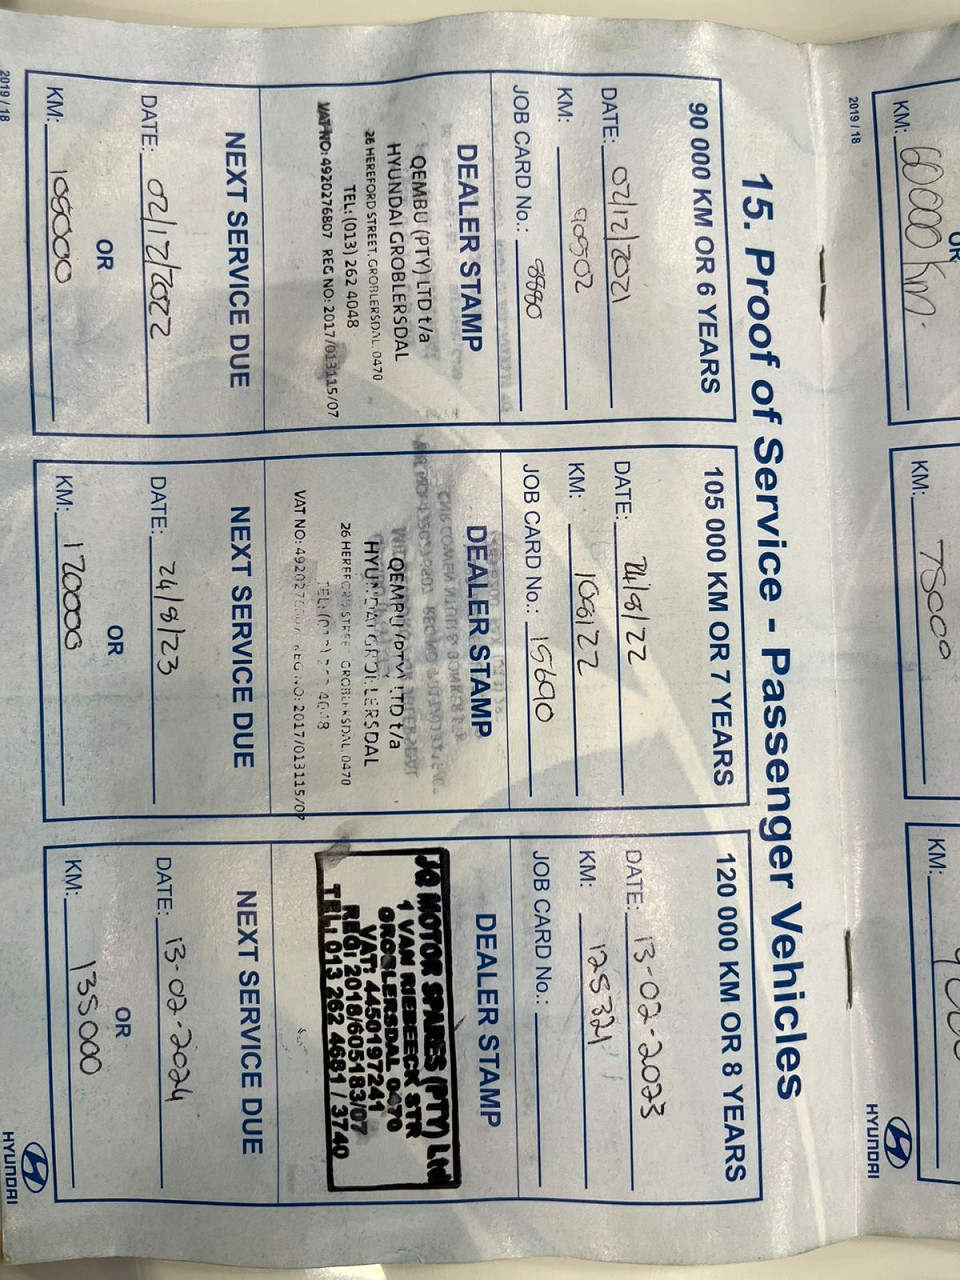 OR
KM: 60000 km.
2019 / 18
KM: 75000
KM:
HYUNDAI
15. Proof of Service - Passenger Vehicles
90 000 KM OR 6 YEARS
DATE: 02/12/2021
KM: 90502
JOB CARD No.: 8880
DEALER STAMP
QEMBU (PTY) LTD t/a
HYUNDAI GROBLERSDAL
26 HEREFORD STREET, GROBLERSDAL, 0470
TEL: (013) 262 4048
VAT NO: 4920276807 REG NO: 2017/013115/07
NEXT SERVICE DUE
DATE: 02/12/2022
OR
KM: 105000
2019 / 18
105 000 KM OR 7 YEARS
DATE: 24/8/22
KM: 108122
JOB CARD No.: 15690
DEALER STAMP
QEMBU (PTY) LTD t/a
HYUNDAI GROBLERSDAL
26 HEREFORD STREET, GROBLERSDAL, 0470
VAT NO: REG NO: 2017/013115/07
NEXT SERVICE DUE
DATE: 24/8/23
OR
KM: 120000
120 000 KM OR 8 YEARS
DATE: 13-02-2023
KM: 125321
JOB CARD No.:
DEALER STAMP
JQ MOTOR SPARES (PTY) Ltd
1 VAN RIEBEECK STR
GROBLERSDAL 0470
VAT: 4450197241
REG: 2018/605183/07
TEL: 013 262 4681 / 3740
NEXT SERVICE DUE
DATE: 13-02-2024
OR
KM: 135000
HYUNDAI